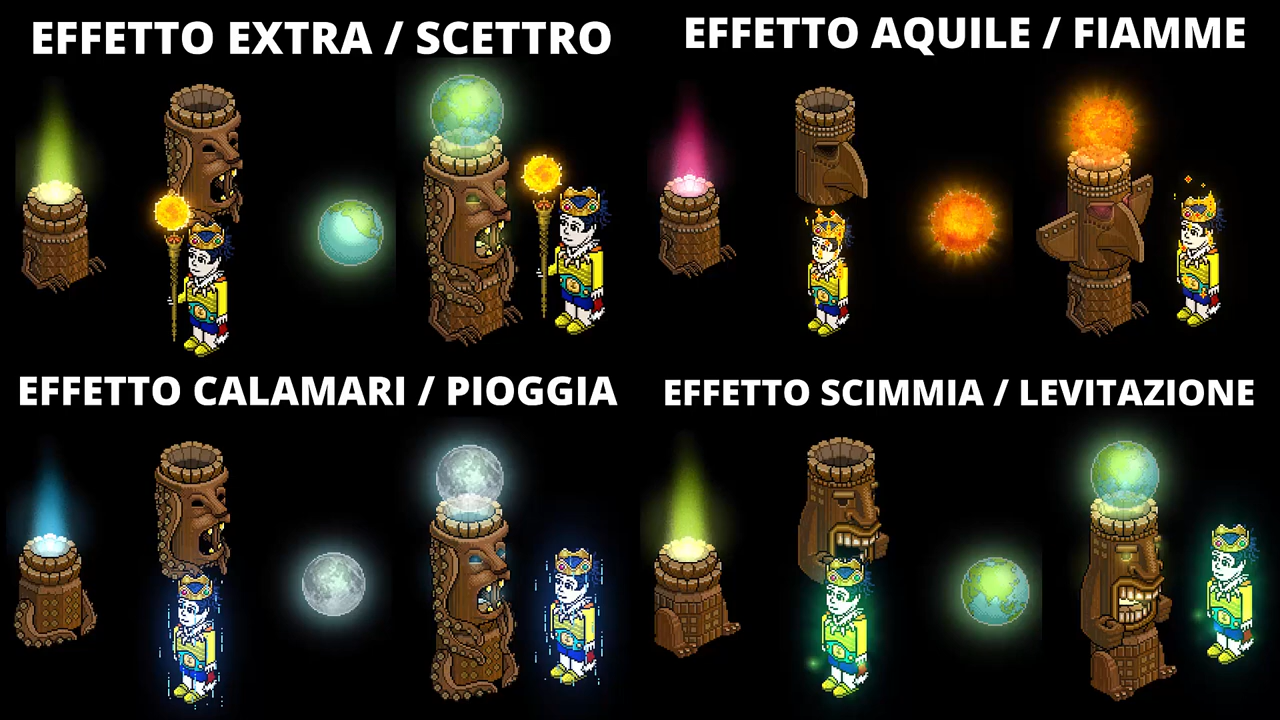 EFFETTO EXTRA / SCETTRO
EFFETTO AQUILE / FIAMME
EFFETTO CALAMARI / PIOGGIA
EFFETTO SCIMMIA / LEVITAZIONE